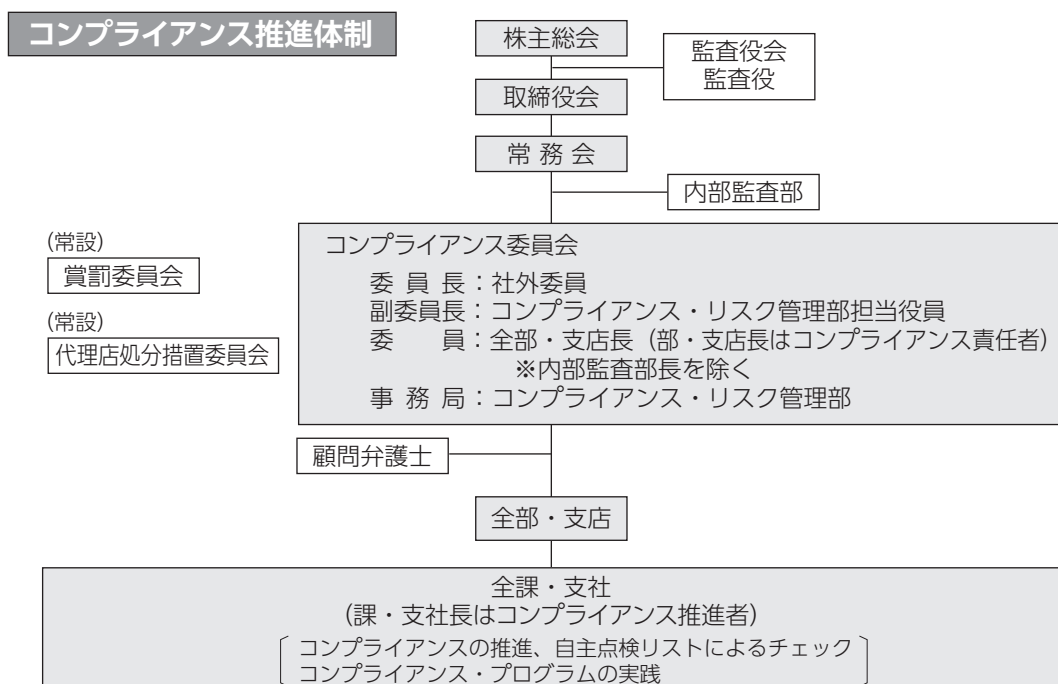 コンプライアンス推進体制
株主総会
監査役会
監査役
取締役会
常務会
内部監査部
(常設)
賞罰委員会
(常設)
代理店処分措置委員会
コンプライアンス委員会
委員長：社外委員
副委員長：コンプライアンス・リスク管理部担当役員
委　員：全部・支店長（部・支店長はコンプライアンス責任者）
※内部監査部長を除く
事務局：コンプライアンス・リスク管理部
顧問弁護士
全部・支店
全課・支社
(課・支社長はコンプライアンス推進者)
コンプライアンスの推進、自主点検リストによるチェック
コンプライアンス・プログラムの実践